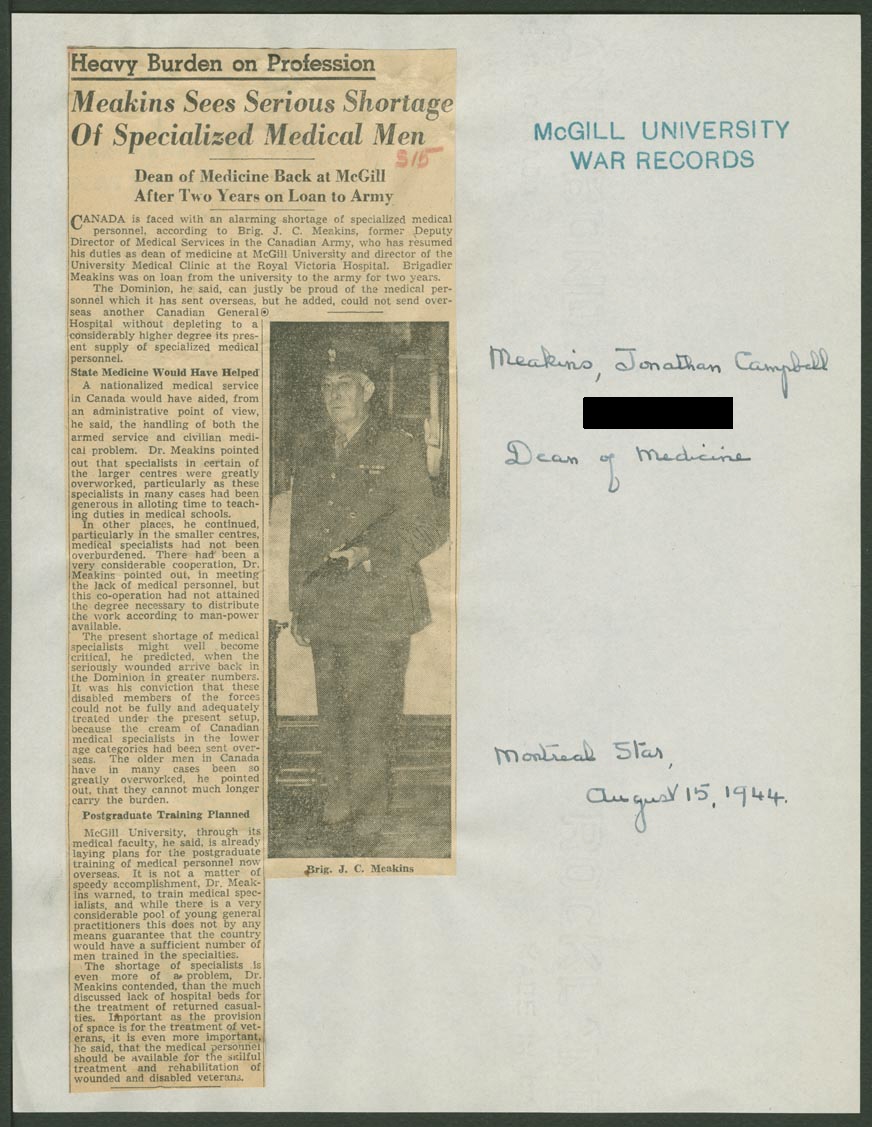 Heavy Burden on Profession
Meakins Sees Serious Shortage
Of Specialized Medical Men
S15
Dean of Medicine Back at McGill
After Two Years on Loan to Army
CANADA is faced with an alarming shortage of specialized medical
personnel, according to Brig. J. C. Meakins, former Deputy
Director of Medical Services in the Canadian Army, who has resumed
his duties as dean of medicine at McGill University and director of the
University Medical Clinic at the Royal Victoria Hospital. Brigadier
Meakins was on loan from the university to the army for two years.
The Dominion, he said, can justly be proud of the medical per-
sonnel which it has sent overseas, but he added, could not send over-
seas another Canadian General
Hospital without depleting to a
considerably higher degree its pres-
ent supply of specialized medical
personnel.
State Medicine Would Have Helped
A nationalized medical service
in Canada would have aided, from
an administrative point of view,
he said, the handling of both the
armed service and civilian medi-
cal problem. Dr. Meakins pointed
out that specialists in certain of
the larger centres were greatly
overworked, particularly as these
specialists in many cases had been
generous in alloting time to teach-
ing duties in medical schools.
In other places, he continued,
particularly in the smaller centres,
medical specialists had not been
overburdened. There had been a
very considerable cooperation, Dr.
Meakins pointed out, in meeting
the lack of medical personnel, but
this co-operation had not attained
the degree necessary to distribute
the work according to man-power
available.
The present shortage of medical
specialists might well become
critical, he predicted, when the
seriously wounded arrive back in
the Dominion in greater numbers.
It was his conviction that these
disabled members of the forces
could not be fully and adequately
treated under the present setup,
because the cream of Canadian
medical specialists in the lower
age categories had been sent over-
seas. The older men in Canada
have in many cases been so
greatly overworked, he pointed
out, that they cannot much longer
carry the burden.
Postgraduate Training Planned
McGill University, through its
medical faculty, he said, is already
laying plans for the postgraduate
training of medical personnel now
overseas. It is not a matter of
speedy accomplishment, Dr. Meak-
ins warned, to train medical spec-
ialists, and while there is a very
considerable pool of young general
practitioners this does not by any
means guarantee that the country
would have a sufficient number of
men trained in the specialties.
The shortage of specialists is
even more of a problem, Dr.
Meakins contended, than the much
discussed lack of hospital beds for
the treatment of returned casual-
ties. Important as the provision
of space is for the treatment of vet-
erans, it is even more important,
he said, that the medical personnel
should be available for the skilful
treatment and rehabilitation of
wounded and disabled veterans.
Brig. J. C. Meakins
McGILL UNIVERSITY
WAR RECORDS
Meakins, Jonathan Campbell
Dean of Medicine
Montreal Star,
August 15, 1944.